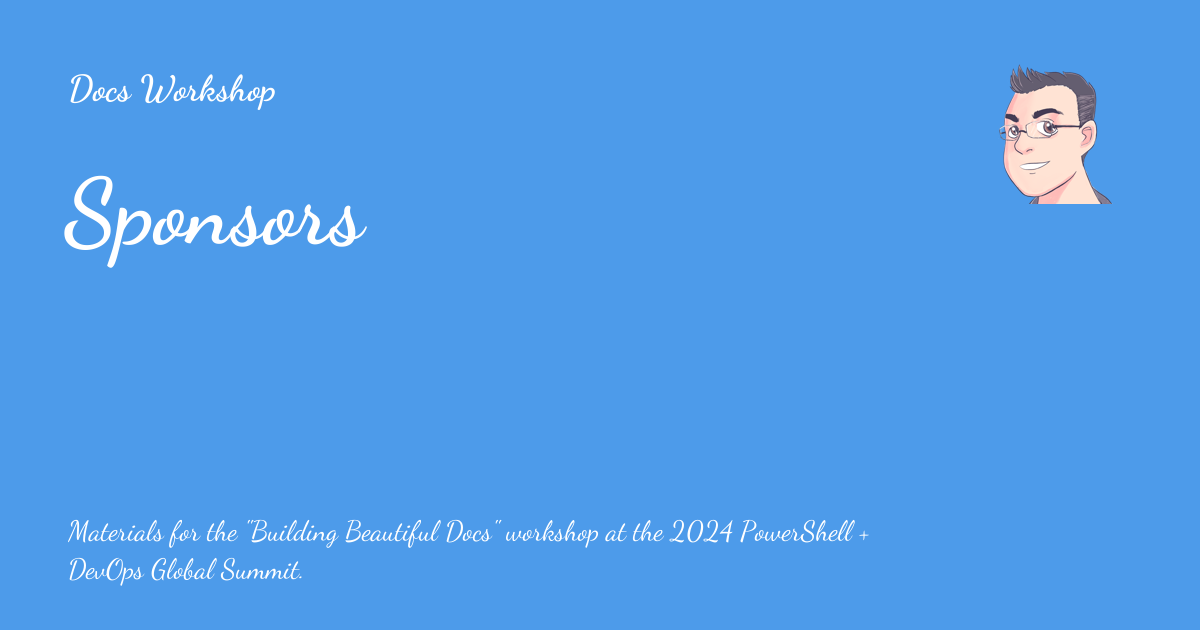 Docs Workshop
Sponsors
Materials for the "Building Beautiful Docs" workshop at the 2024 PowerShell +
DevOps Global Summit.